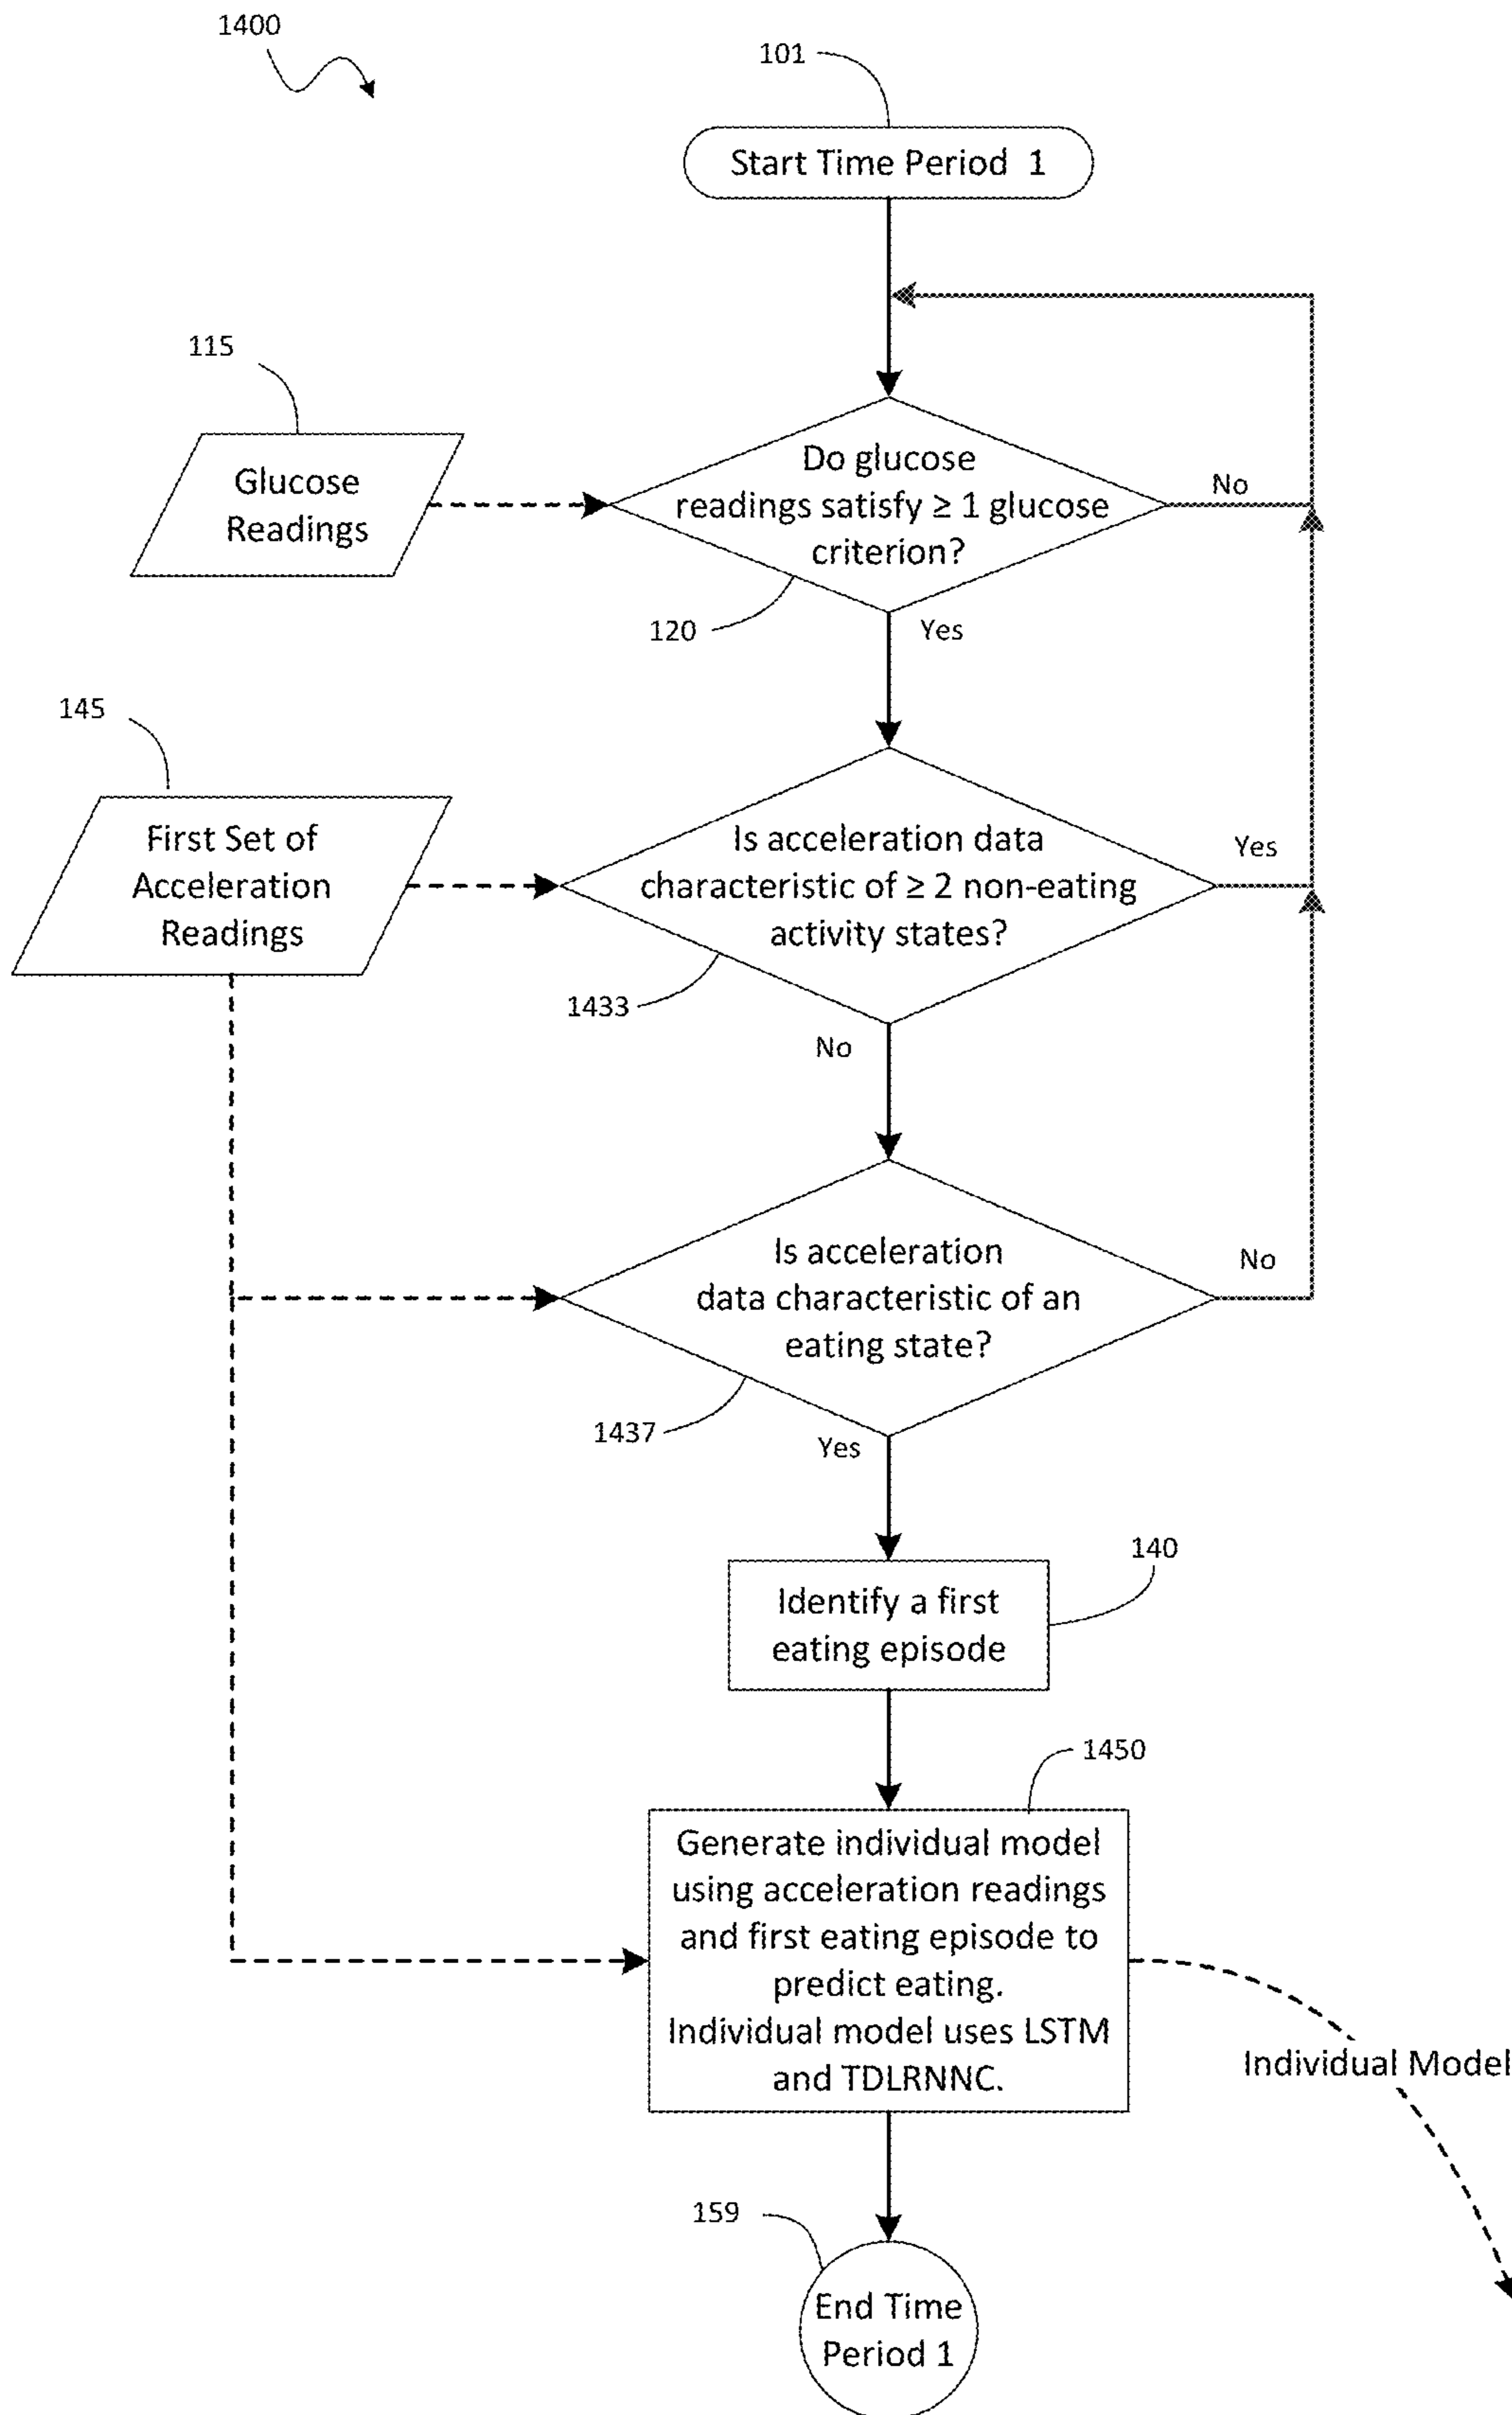 1400
101
Start Time Period 1
115
Glucose
Readings
Do glucose
readings satisfy ≥ 1 glucose
criterion?
No
120
Yes
145
First Set of
Acceleration
Readings
Is acceleration data
characteristic of ≥ 2 non-eating
activity states?
Yes
1433
No
Is acceleration
data characteristic of an
eating state?
No
1437
Yes
140
Identify a first
eating episode
1450
Generate individual model
using acceleration readings
and first eating episode to
predict eating.
Individual model uses LSTM
and TDLRNNC.
Individual Model
159
End Time
Period 1